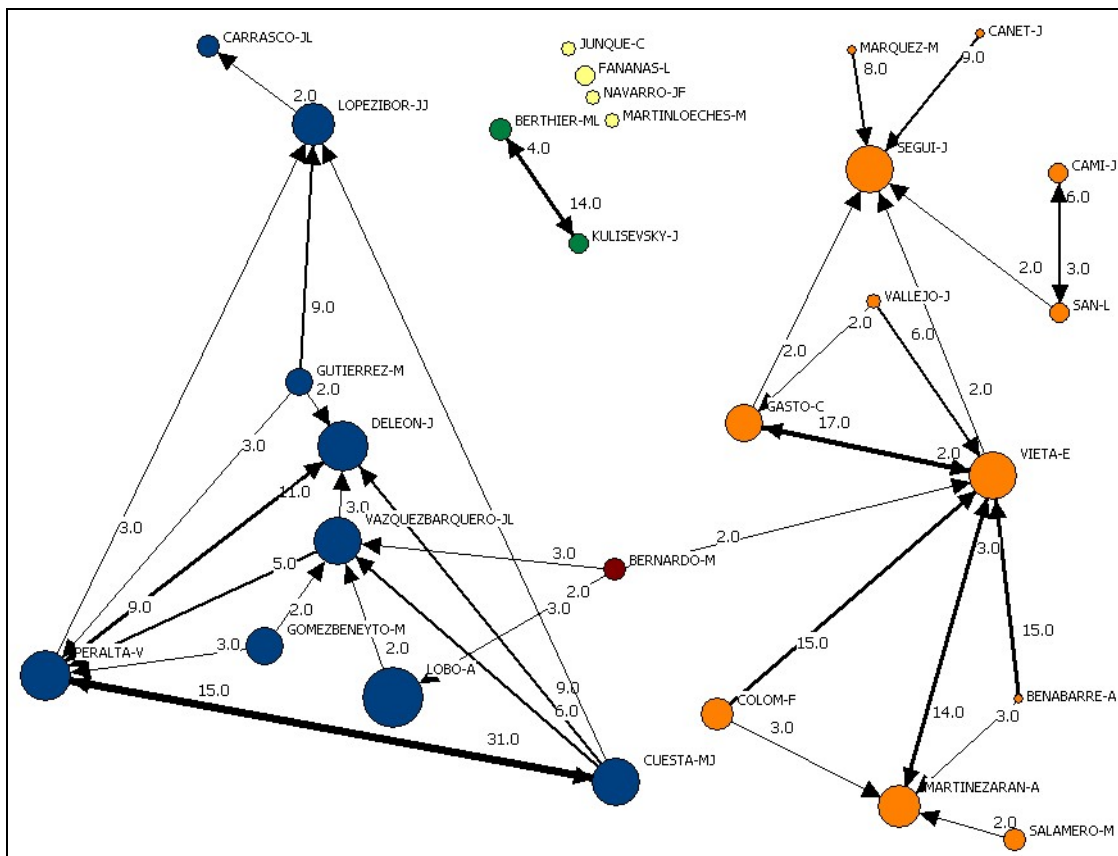 CARRASCO-JL
2.0
LOPEZIBOR-JJ
JUNQUE-C
FANANAS-L
NAVARRO-JF
MARTINLOECHES-M
BERTHIER-ML
4.0
14.0
KULISEVSKY-J
CANET-J
MARQUEZ-M
8.0
9.0
SEGUI-J
CAMI-J
6.0
3.0
SAN-L
2.0
VALLEJO-J
2.0
6.0
2.0
2.0
GASTO-C
17.0
2.0
VIETA-E
9.0
GUTIERREZ-M
2.0
DELEON-J
3.0
3.0
11.0
3.0
VAZQUEZBARQUERO-JL
5.0
9.0
3.0
BERNARDO-M
2.0
2.0
3.0
2.0
GOMEZBENEYTO-M
3.0
PERALTA-V
2.0
LOBO-A
15.0
31.0
9.0
6.0
CUESTA-MJ
3.0
15.0
15.0
COLOM-F
3.0
14.0
BENABARRE-A
3.0
MARTINEZARAN-A
2.0
SALAMERO-M